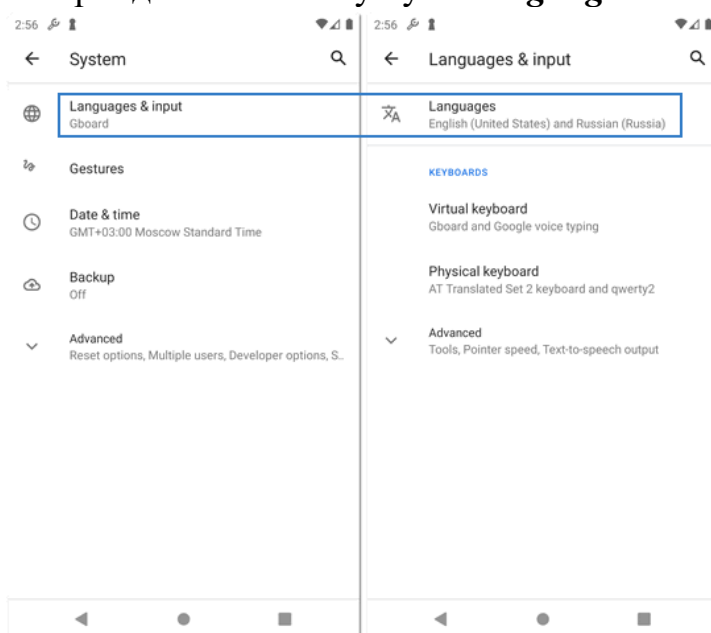 2:56
System
Languages & input
Gboard
Gestures
Date & time
GMT+03:00 Moscow Standard Time
Backup
Off
Advanced
Reset options, Multiple users, Developer options, S..
2:56
Languages & input
Languages
English (United States) and Russian (Russia)
KEYBOARDS
Virtual keyboard
Gboard and Google voice typing
Physical keyboard
AT Translated Set 2 keyboard and qwerty2
Advanced
Tools, Pointer speed, Text-to-speech output